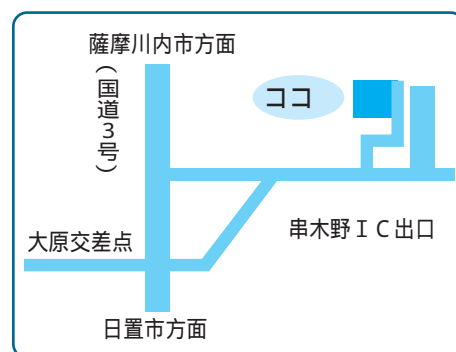 薩摩川内市方面
（国道３号）
ココ
串木野ＩＣ出口
大原交差点
日置市方面